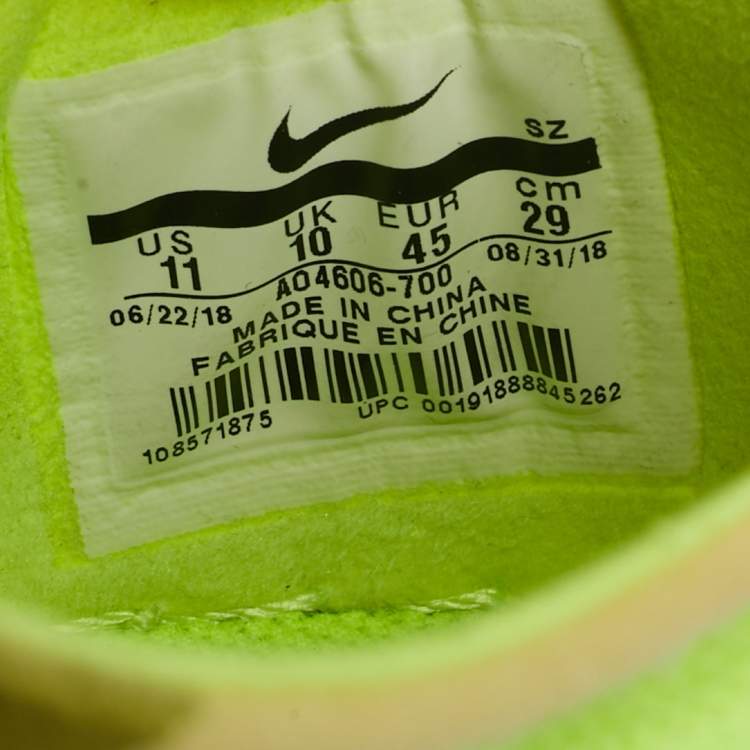 SZ
US UK EUR cm
11 10 45 29
06/22/18 08/31/18
AO4606-700
MADE IN CHINA
FABRIQUE EN CHINE
108571875 UPC 00191888845262